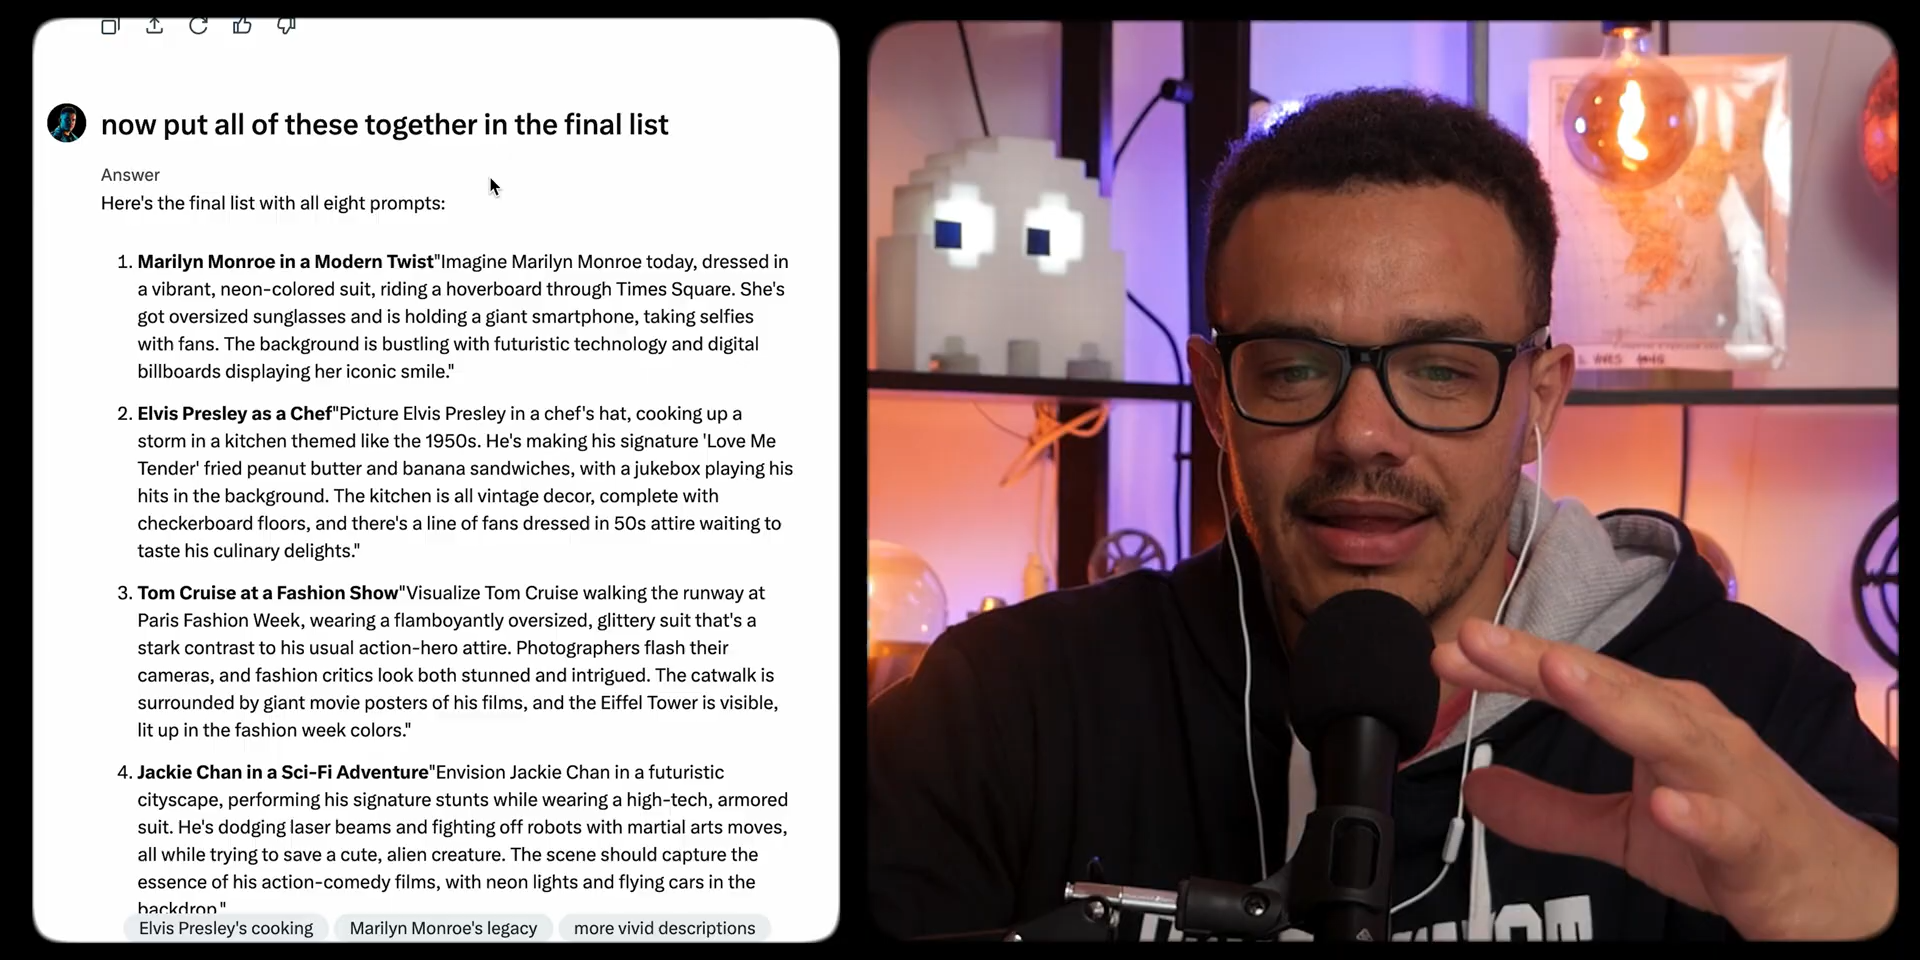 now put all of these together in the final list
Answer
Here's the final list with all eight prompts:
1. Marilyn Monroe in a Modern Twist"Imagine Marilyn Monroe today, dressed in
a vibrant, neon-colored suit, riding a hoverboard through Times Square. She's
got oversized sunglasses and is holding a giant smartphone, taking selfies
with fans. The background is bustling with futuristic technology and digital
billboards displaying her iconic smile."
2. Elvis Presley as a Chef"Picture Elvis Presley in a chef's hat, cooking up a
storm in a kitchen themed like the 1950s. He's making his signature 'Love Me
Tender' fried peanut butter and banana sandwiches, with a jukebox playing his
hits in the background. The kitchen is all vintage decor, complete with
checkerboard floors, and there's a line of fans dressed in 50s attire waiting to
taste his culinary delights."
3. Tom Cruise at a Fashion Show"Visualize Tom Cruise walking the runway at
Paris Fashion Week, wearing a flamboyantly oversized, glittery suit that's a
stark contrast to his usual action-hero attire. Photographers flash their
cameras, and fashion critics look both stunned and intrigued. The catwalk is
surrounded by giant movie posters of his films, and the Eiffel Tower is visible,
lit up in the fashion week colors."
4. Jackie Chan in a Sci-Fi Adventure"Envision Jackie Chan in a futuristic
cityscape, performing his signature stunts while wearing a high-tech, armored
suit. He's dodging laser beams and fighting off robots with martial arts moves,
all while trying to save a cute, alien creature. The scene should capture the
essence of his action-comedy films, with neon lights and flying cars in the
backdrop."
Elvis Presley's cooking
Marilyn Monroe's legacy
more vivid descriptions